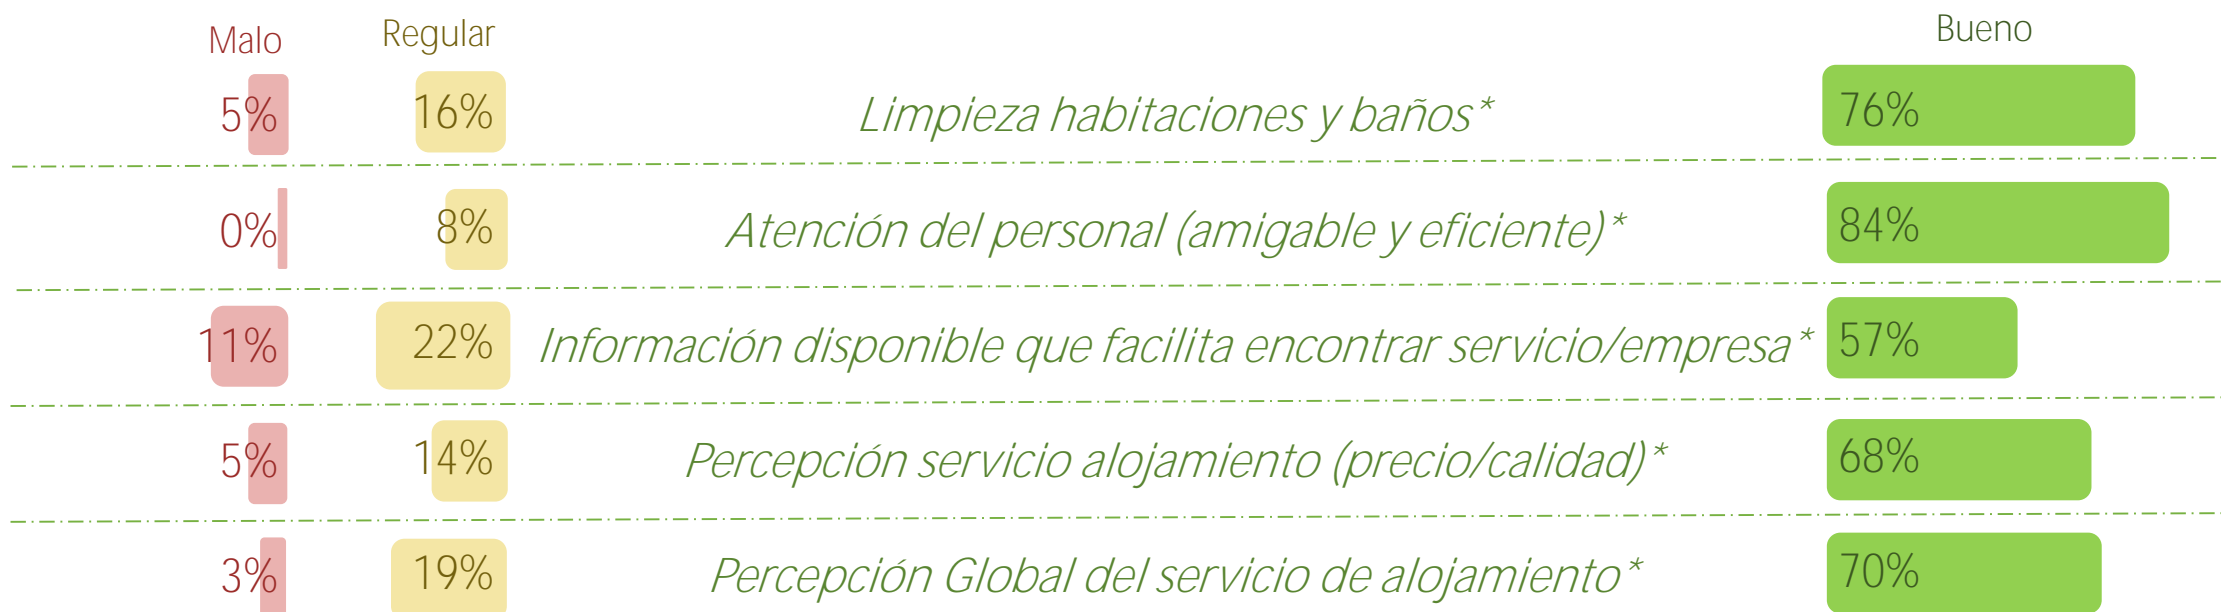 Malo Regular Bueno
5% 16% Limpieza habitaciones y baños* 76%
0% 8% Atención del personal (amigable y eficiente)* 84%
11% 22% Información disponible que facilita encontrar servicio/empresa* 57%
5% 14% Percepción servicio alojamiento (precio/calidad)* 68%
3% 19% Percepción Global del servicio de alojamiento* 70%